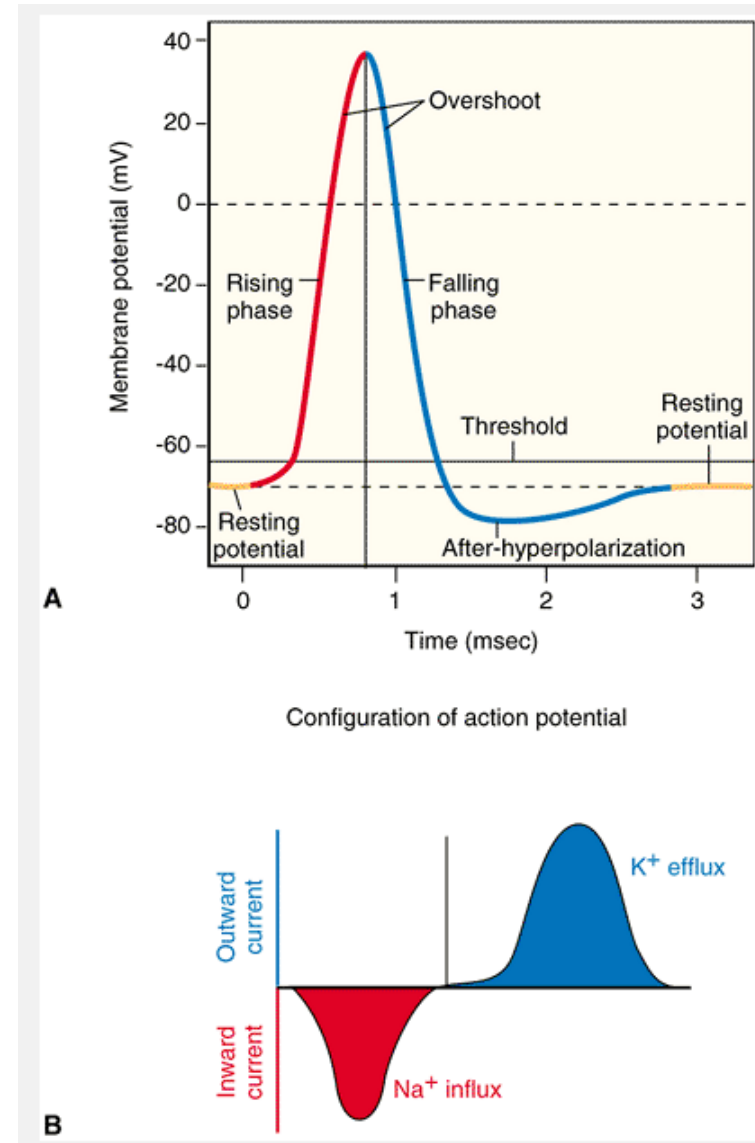 40
20
0
-20
-40
-60
-80
Membrane potential (mV)
Overshoot
Rising
phase
Falling
phase
Threshold
Resting
potential
Resting
potential
After-hyperpolarization
A
0 1 2 3
Time (msec)
Configuration of action potential
Outward
current
K+ efflux
Inward
current
Na+ influx
B